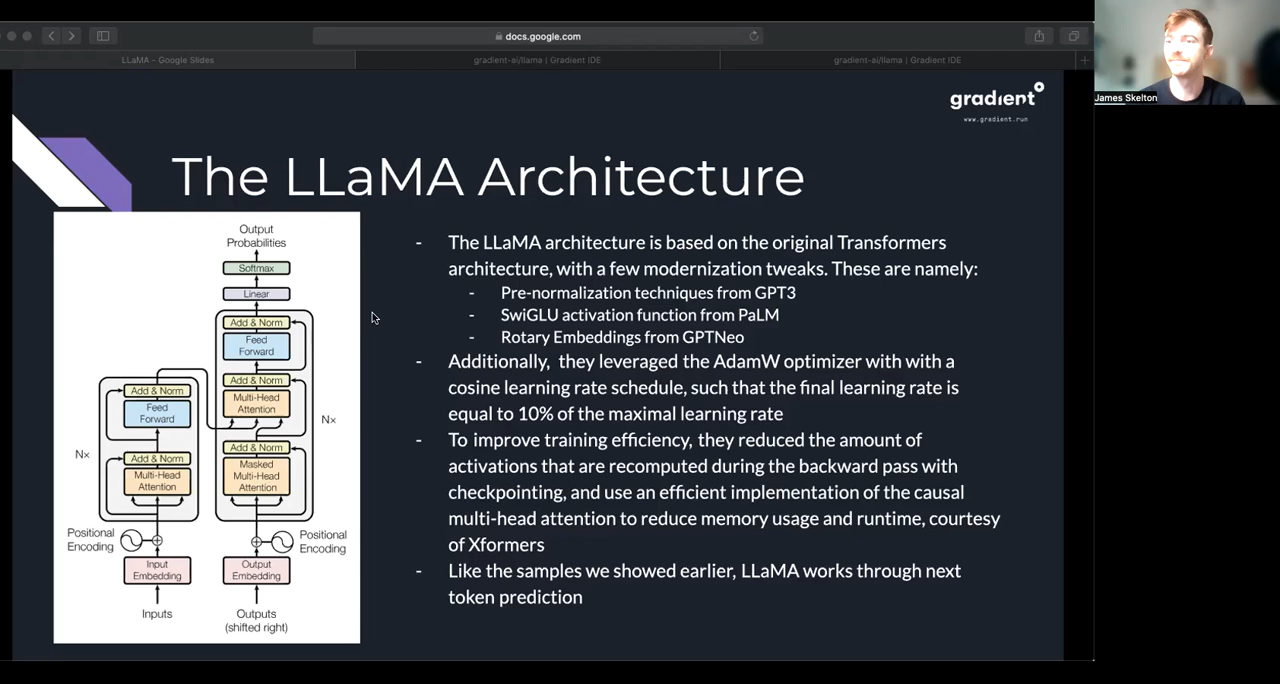 docs.google.com
LLaMA - Google Slides
gradient-ai/llama | Gradient IDE
gradient-ai/llama | Gradient IDE
James Skelton
gradient
www.gradient.run
The LLaMA Architecture
Output
Probabilities
Softmax
Linear
Add & Norm
Feed
Forward
Add & Norm
Multi-Head
Attention
Add & Norm
Masked
Multi-Head
Attention
Nx
Add & Norm
Feed
Forward
Add & Norm
Multi-Head
Attention
Nx
Positional
Encoding
Positional
Encoding
Input
Embedding
Output
Embedding
Inputs
Outputs
(shifted right)
- The LLaMA architecture is based on the original Transformers
architecture, with a few modernization tweaks. These are namely:
- Pre-normalization techniques from GPT3
- SwiGLU activation function from PaLM
- Rotary Embeddings from GPTNeo
- Additionally, they leveraged the AdamW optimizer with with a
cosine learning rate schedule, such that the final learning rate is
equal to 10% of the maximal learning rate
- To improve training efficiency, they reduced the amount of
activations that are recomputed during the backward pass with
checkpointing, and use an efficient implementation of the causal
multi-head attention to reduce memory usage and runtime, courtesy
of Xformers
- Like the samples we showed earlier, LLaMA works through next
token prediction